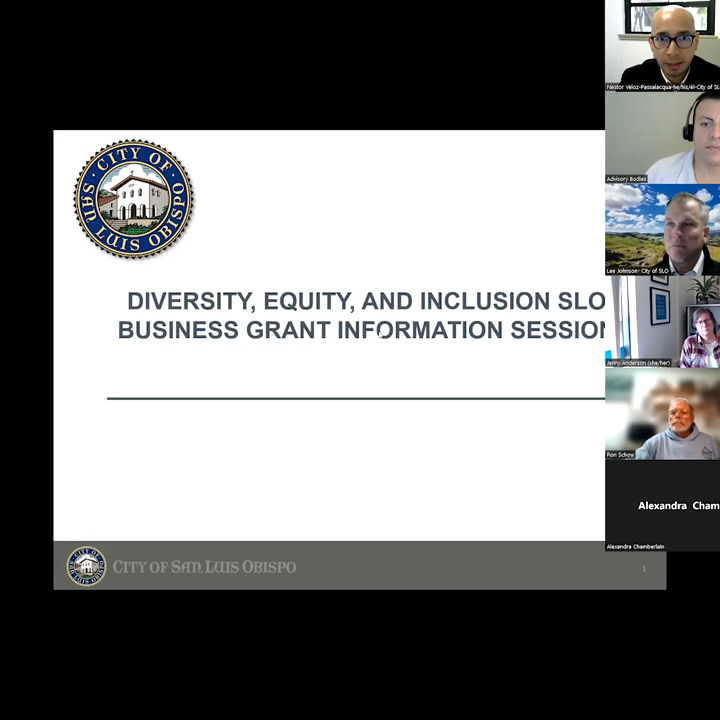 CITY OF
SAN LUIS OBISPO
DIVERSITY, EQUITY, AND INCLUSION SLO
BUSINESS GRANT INFORMATION SESSION
CITY OF
CITY OF SAN LUIS OBISPO
1
Nestor Veloz-Passalacqua-he/his/él-City of SL
Advisory Bodies
Lee Johnson- City of SLO
Jenny Anderson (she/her)
Ron Schow
Alexandra Cham
Alexandra Chamberlain